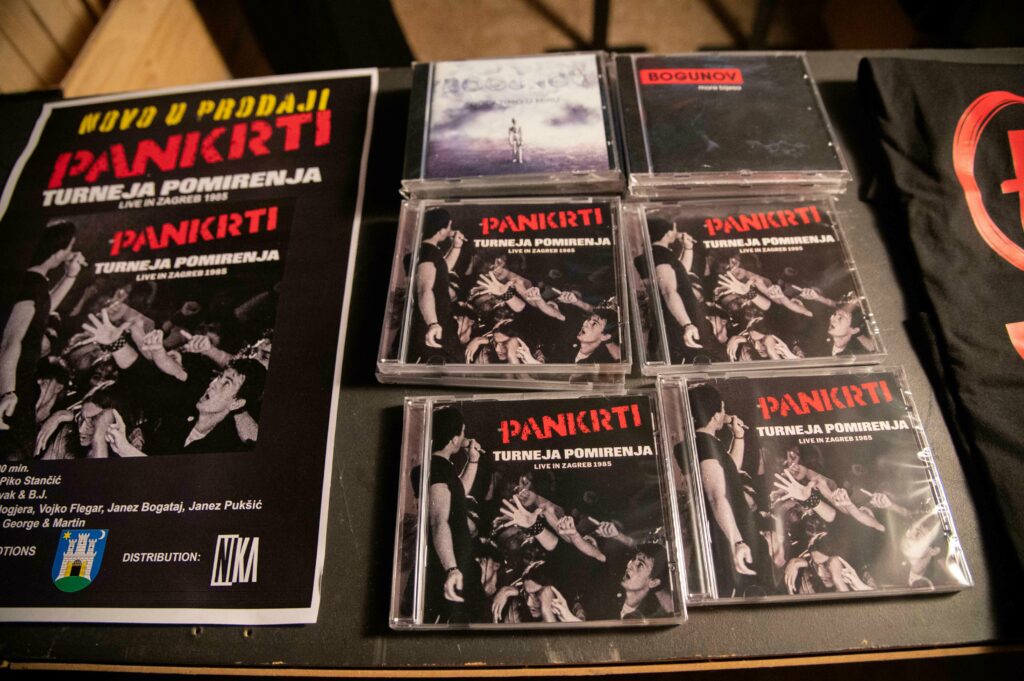 NOVO U PRODAJI
PANKRTI
TURNEJA POMIRENJA
LIVE IN ZAGREB 1985
PANKRTI
TURNEJA POMIRENJA
LIVE IN ZAGREB 1985
0 min.
Piko Stančić
vak & B.J.
logjera, Vojko Flegar, Janez Bogataj, Janez Pukšić
George & Martin
OTIONS
DISTRIBUTION:
NIKA
BOGUNOV
BOGUNOV
more bijesa
PANKRTI
TURNEJA POMIRENJA
LIVE IN ZAGREB 1985
PANKRTI
TURNEJA POMIRENJA
LIVE IN ZAGREB 1985
PANKRTI
TURNEJA POMIRENJA
LIVE IN ZAGREB 1985
PANKRTI
TURNEJA POMIRENJA
LIVE IN ZAGREB 1985